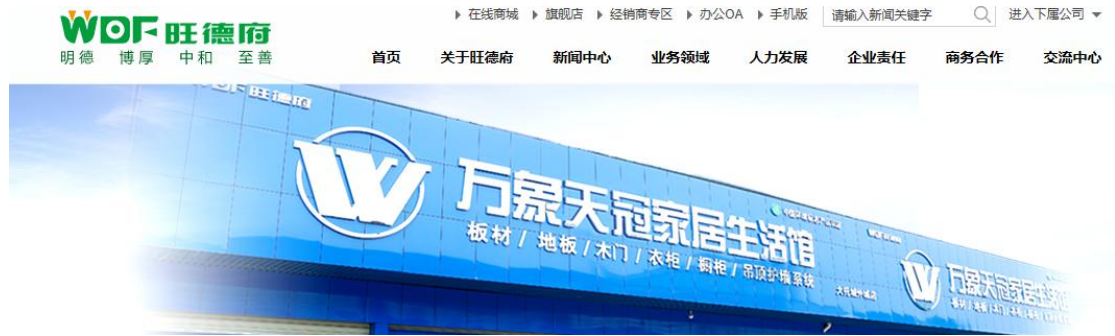 在线商城 旗舰店 经销商专区 办公OA 手机版 请输入新闻关键字 进入下属公司
WDF 旺德府
明德 博厚 中和 至善
首页 关于旺德府 新闻中心 业务领域 人力发展 企业责任 商务合作 交流中心
WDF 旺德府
W 万象天冠家居生活馆
板材 / 地板 / 木门 / 衣柜 / 橱柜 / 吊顶护墙系统
W 万象天冠家居生活馆